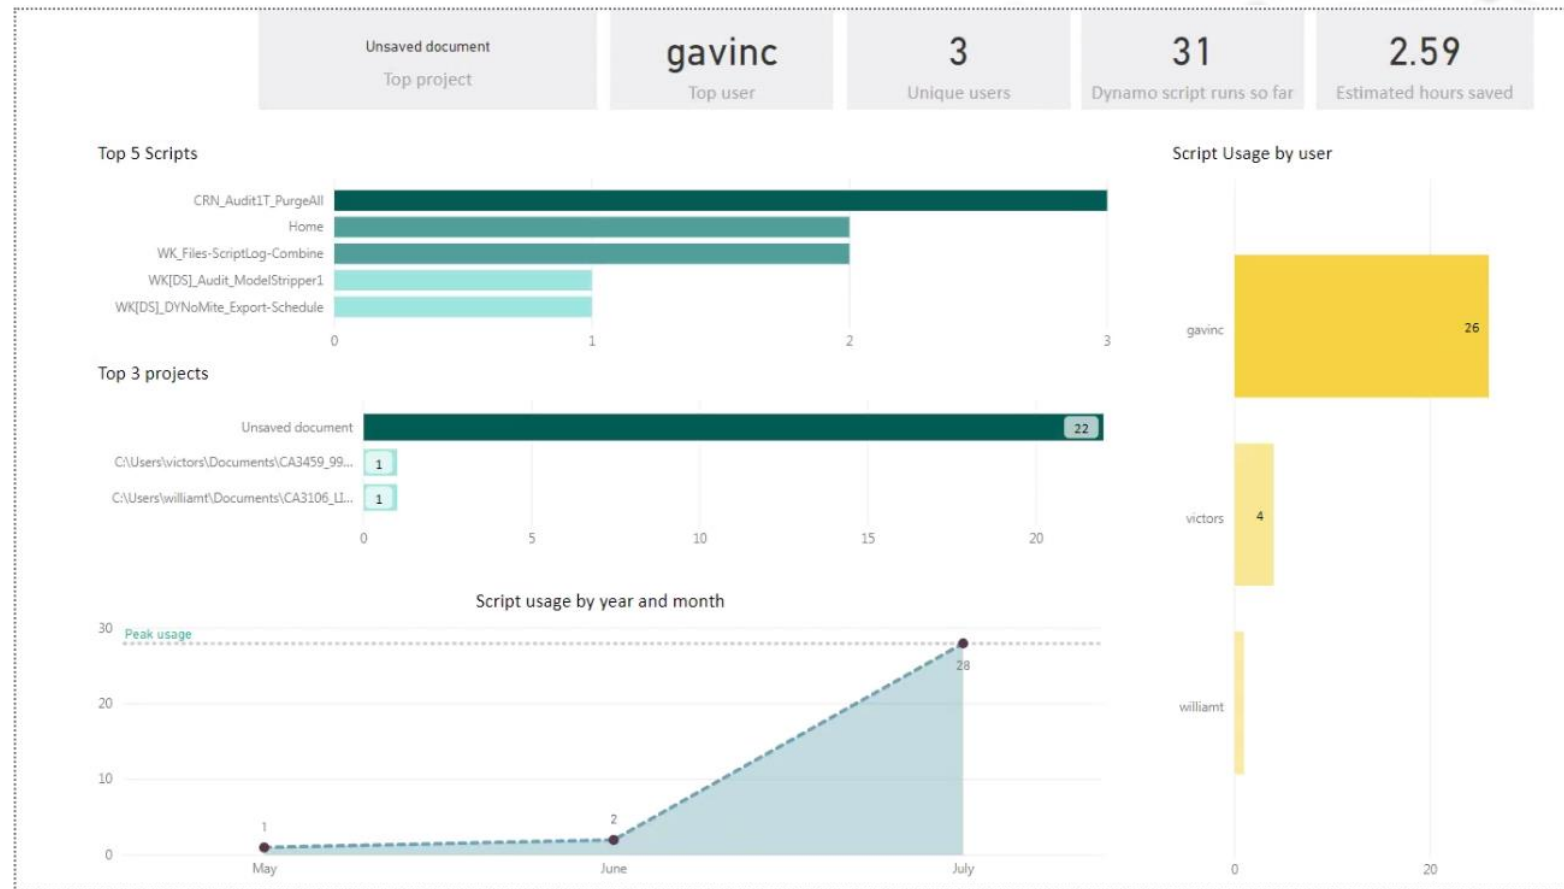 Unsaved document
Top project
gavinc
Top user
3
Unique users
31
Dynamo script runs so far
2.59
Estimated hours saved
Top 5 Scripts
CRN_Audit1T_PurgeAll
Home
WK_Files-ScriptLog-Combine
WK[DS]_Audit_ModelStripper1
WK[DS]_DYNoMite_Export-Schedule
0 1 2 3
Top 3 projects
Unsaved document 22
C:\Users\victors\Documents\CA3459_99... 1
C:\Users\williamt\Documents\CA3106_LI... 1
0 5 10 15 20
Script usage by year and month
30
Peak usage
28
20
10
2
1
0
May June July
Script Usage by user
gavinc 26
victors 4
williamt
0 20